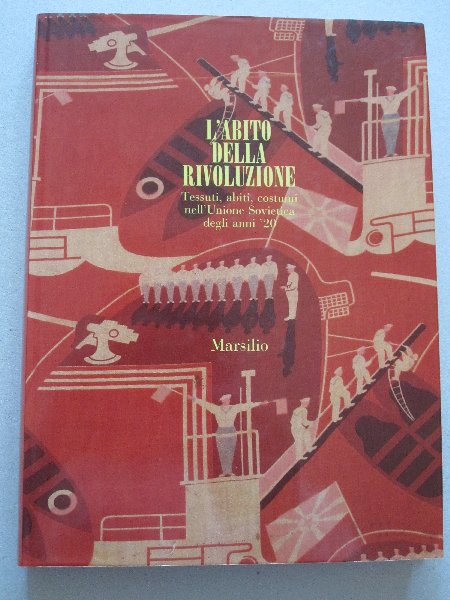 L'ABITO
DELLA
RIVOLUZIONE
Tessuti, abiti, costumi
nell'Unione Sovietica
degli anni '20
Marsilio